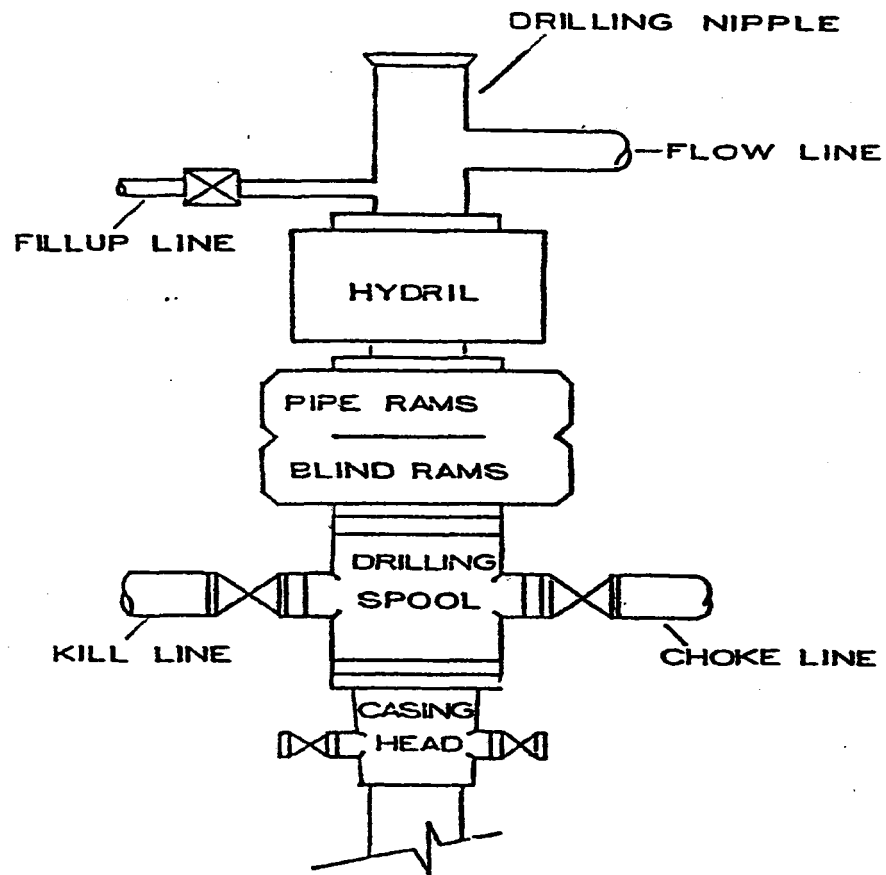 DRILLING NIPPLE
FLOW LINE
FILLUP LINE
HYDRIL
PIPE RAMS
BLIND RAMS
DRILLING
SPOOL
KILL LINE
CHOKE LINE
CASING
HEAD